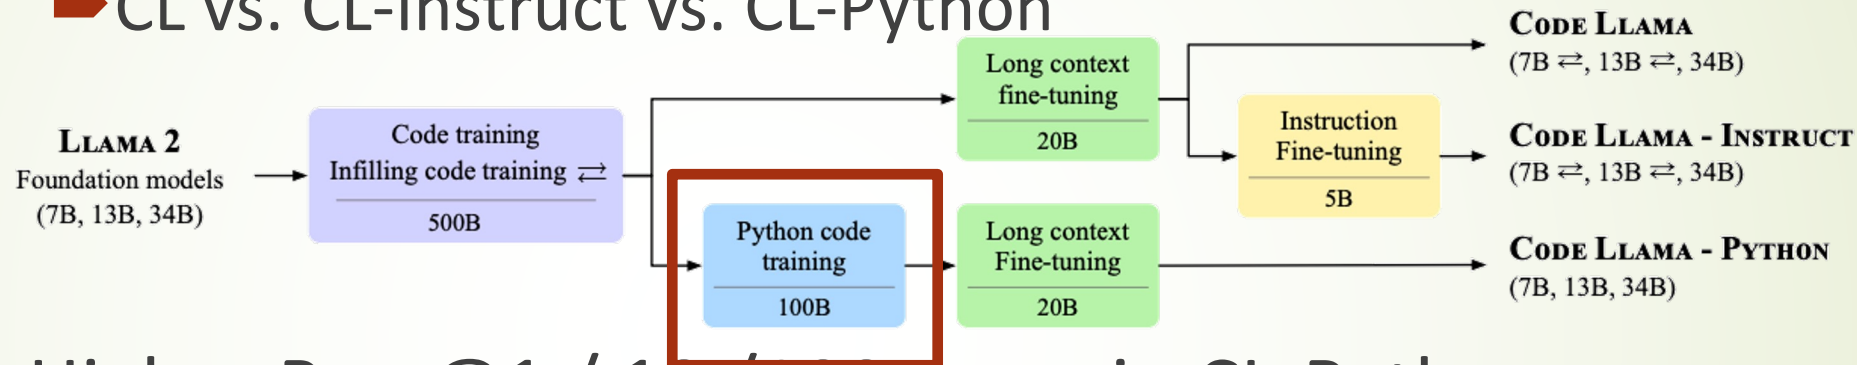 CL vs. CL-Instruct vs. CL-Python
LLAMA 2
Foundation models
(7B, 13B, 34B)
Code training
Infilling code training ⇄
500B
Long context
fine-tuning
20B
Python code
training
100B
Long context
Fine-tuning
20B
Instruction
Fine-tuning
5B
CODE LLAMA
(7B ⇄, 13B ⇄, 34B)
CODE LLAMA - INSTRUCT
(7B ⇄, 13B ⇄, 34B)
CODE LLAMA - PYTHON
(7B, 13B, 34B)